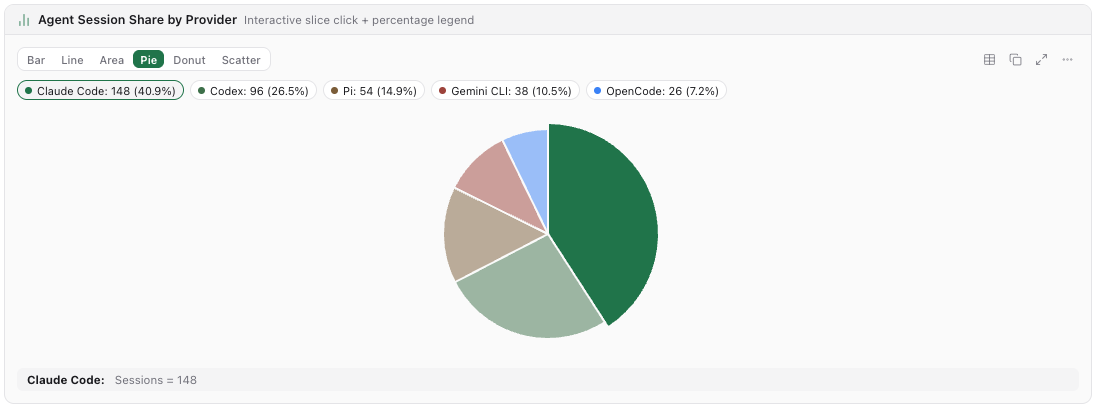 Agent Session Share by Provider Interactive slice click + percentage legend
Bar Line Area Pie Donut Scatter
Claude Code: 148 (40.9%) Codex: 96 (26.5%) Pi: 54 (14.9%) Gemini CLI: 38 (10.5%) OpenCode: 26 (7.2%)
Claude Code: Sessions = 148